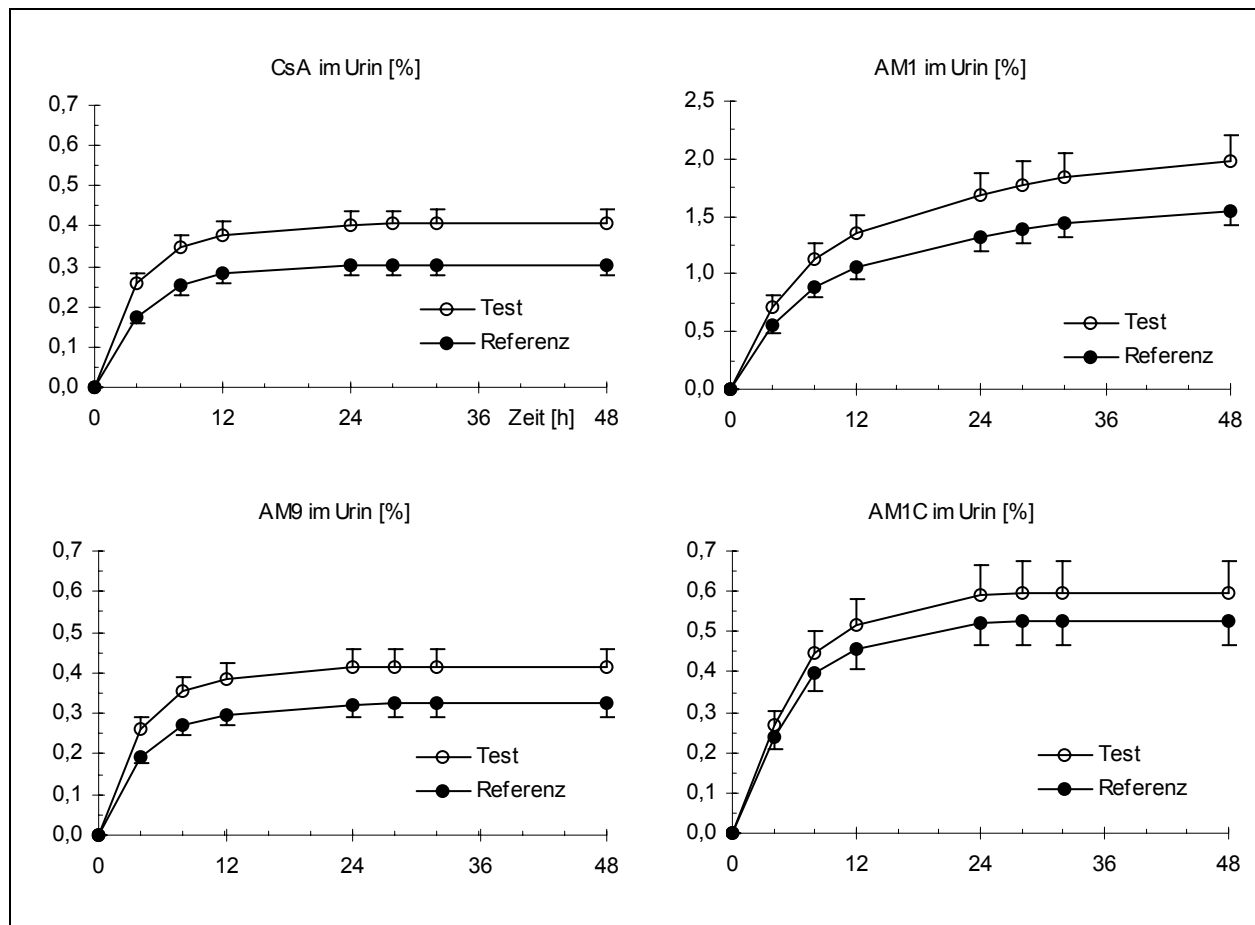 CsA im Urin [%]
0,7
0,6
0,5
0,4
0,3
0,2
0,1
0,0
0 12 24 36 48
Zeit [h]
Test
Referenz
AM1 im Urin [%]
2,5
2,0
1,5
1,0
0,5
0,0
0 12 24 36 48
Test
Referenz
AM9 im Urin [%]
0,7
0,6
0,5
0,4
0,3
0,2
0,1
0,0
0 12 24 36 48
Test
Referenz
AM1C im Urin [%]
0,7
0,6
0,5
0,4
0,3
0,2
0,1
0,0
0 12 24 36 48
Test
Referenz